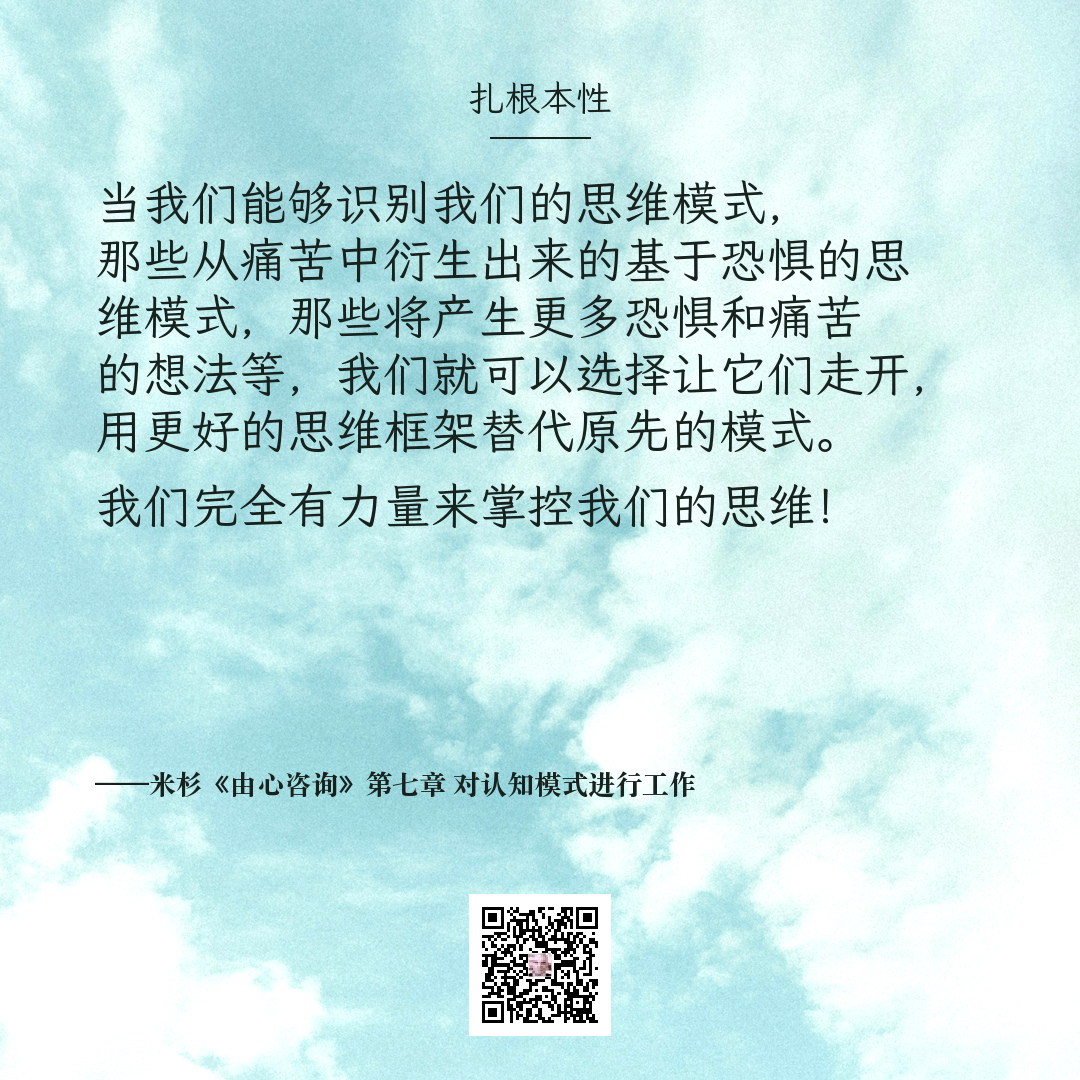 扎根本性
当我们能够识别我们的思维模式，
那些从痛苦中衍生出来的基于恐惧的思
维模式，那些将产生更多恐惧和痛苦
的想法等，我们就可以选择让它们走开，
用更好的思维框架替代原先的模式。
我们完全有力量来掌控我们的思维！
——米杉《由心咨询》第七章 对认知模式进行工作